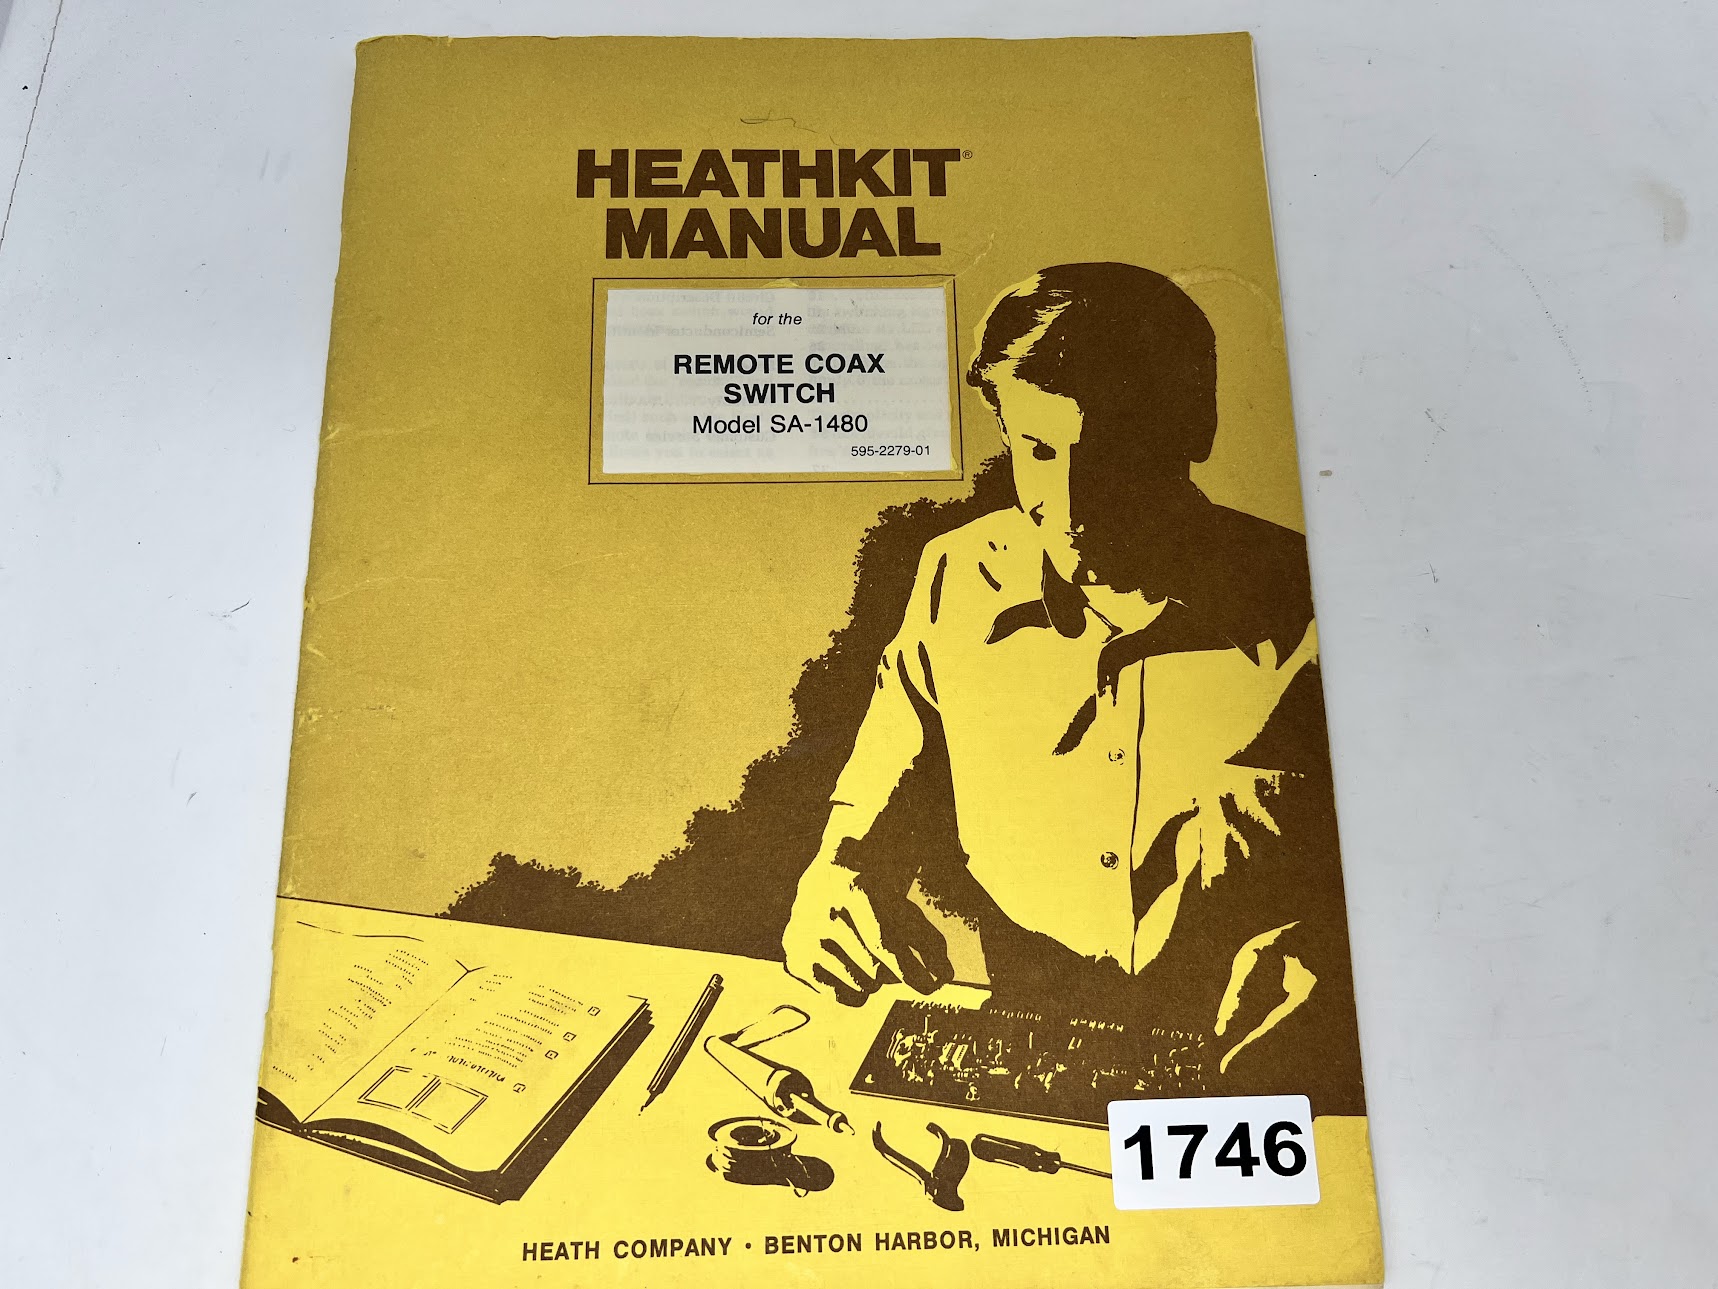 HEATHKIT®
MANUAL
for the
REMOTE COAX
SWITCH
Model SA-1480
595-2279-01
1746
HEATH COMPANY • BENTON HARBOR, MICHIGAN